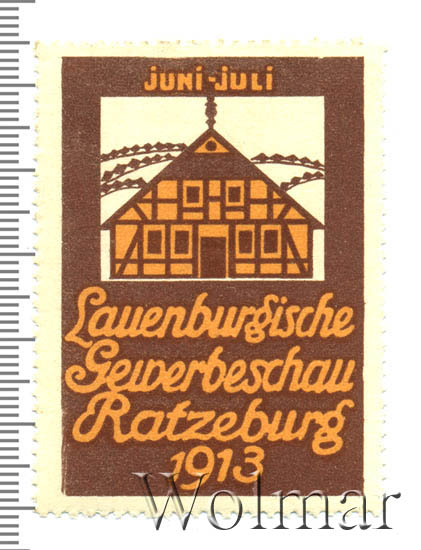 JUNI-JULI
Lauenburgische
Gewerbeschau
Ratzeburg
1913
Wolmar